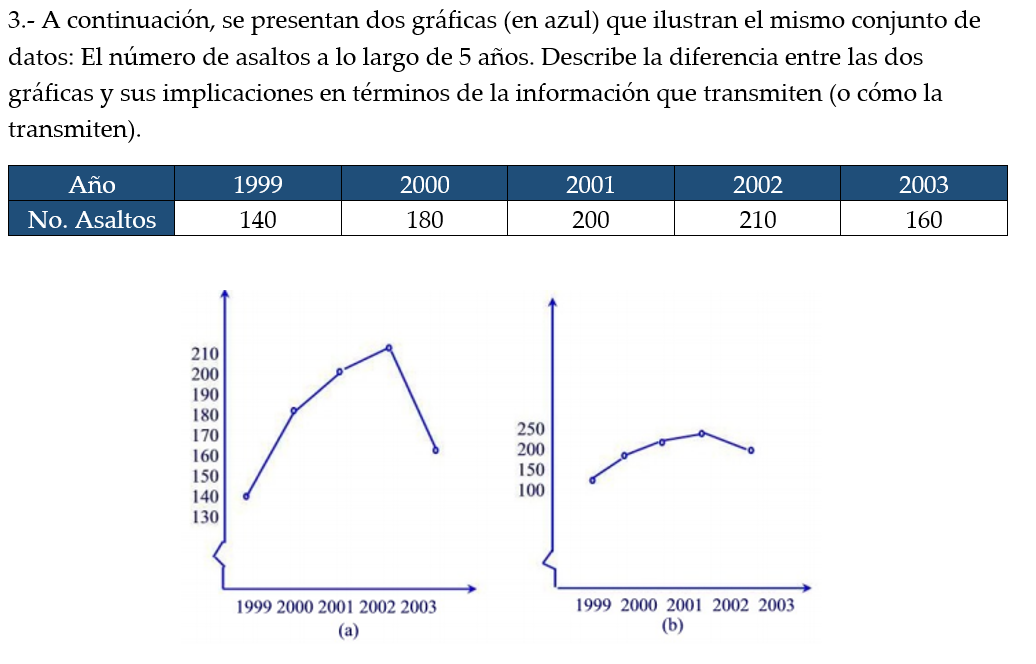 3.- A continuación, se presentan dos gráficas (en azul) que ilustran el mismo conjunto de
datos: El número de asaltos a lo largo de 5 años. Describe la diferencia entre las dos
gráficas y sus implicaciones en términos de la información que transmiten (o cómo la
transmiten).
Año 1999 2000 2001 2002 2003
No. Asaltos 140 180 200 210 160
210
200
190
180
170
160
150
140
130
1999 2000 2001 2002 2003
(a)
250
200
150
100
1999 2000 2001 2002 2003
(b)